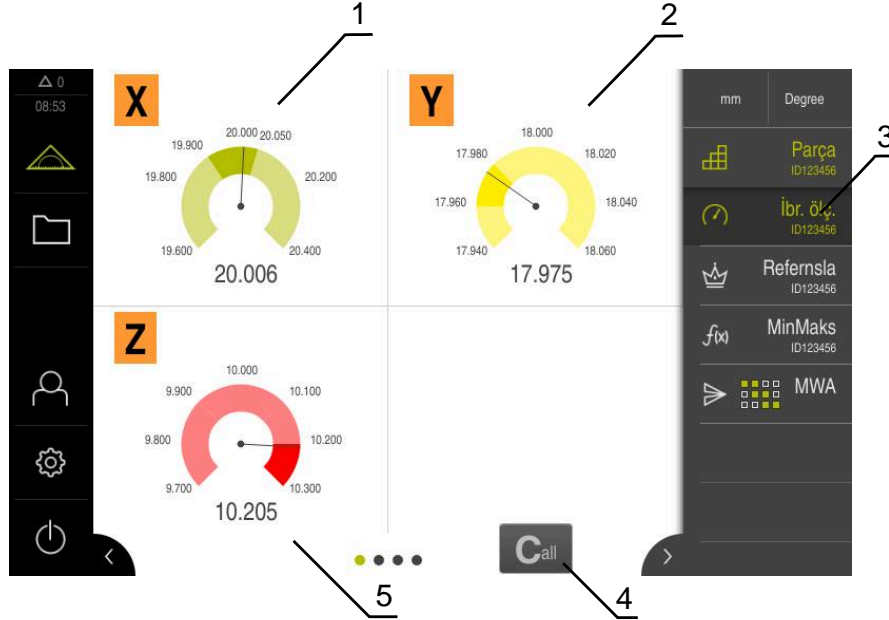 1
2
△ 0
08:53
X
20.000
20.050
19.900
19.800
20.200
19.600
20.400
20.006
Y
18.000
17.980
18.020
17.960
18.040
17.940
18.060
17.975
mm
Degree
Parça
ID123456
3
İbr. ölç.
ID123456
Refernsla
ID123456
f(x)
MinMaks
ID123456
MWA
Z
10.000
9.900
10.100
9.800
10.200
9.700
10.300
10.205
Call
5
4